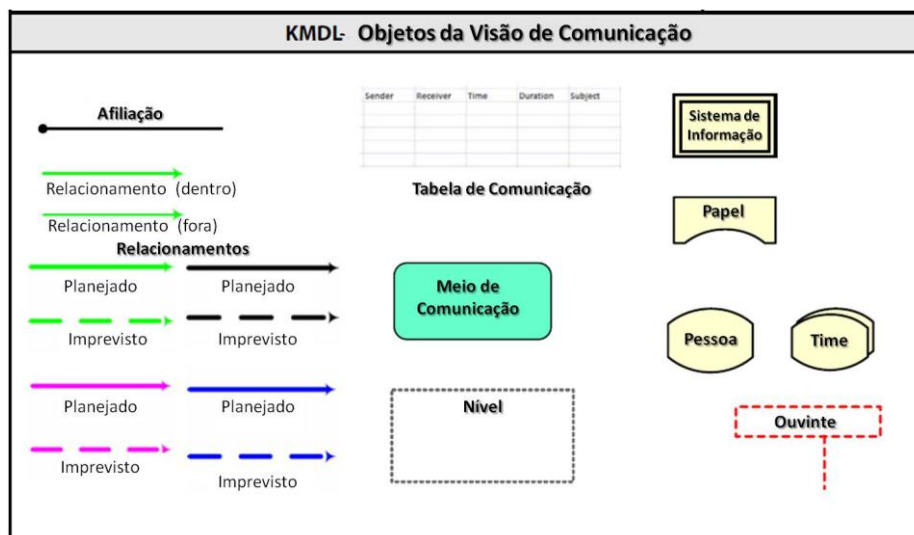 KMDL- Objetos da Visão de Comunicação
Afiliação
Relacionamento (dentro)
Relacionamento (fora)
Relacionamentos
Planejado
Planejado
Imprevisto
Imprevisto
Planejado
Planejado
Imprevisto
Imprevisto
Sender Receiver Time Duration Subject
Tabela de Comunicação
Meio de
Comunicação
Nível
Sistema de
Informação
Papel
Pessoa
Time
Ouvinte